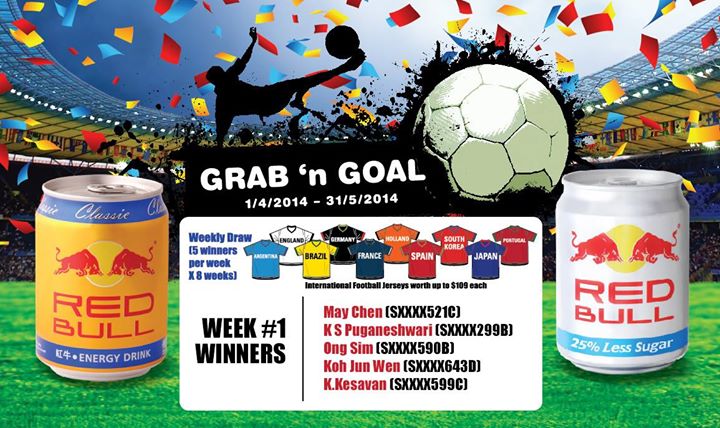 GRAB ‘n GOAL
1/4/2014 – 31/5/2014
Weekly Draw
(5 winners
per week
X 8 weeks)
ENGLAND
GERMANY
HOLLAND
SOUTH
KOREA
PORTUGAL
ARGENTINA
BRAZIL
FRANCE
SPAIN
JAPAN
International Football Jerseys worth up to $109 each
WEEK #1
WINNERS
May Chen (SXXXX521C)
K S Puganeshwari (SXXXX299B)
Ong Sim (SXXXX590B)
Koh Jun Wen (SXXXX643D)
K.Kesavan (SXXXX599C)
Classic
RED
BULL
紅牛 • ENERGY DRINK
RED
BULL
25% Less Sugar